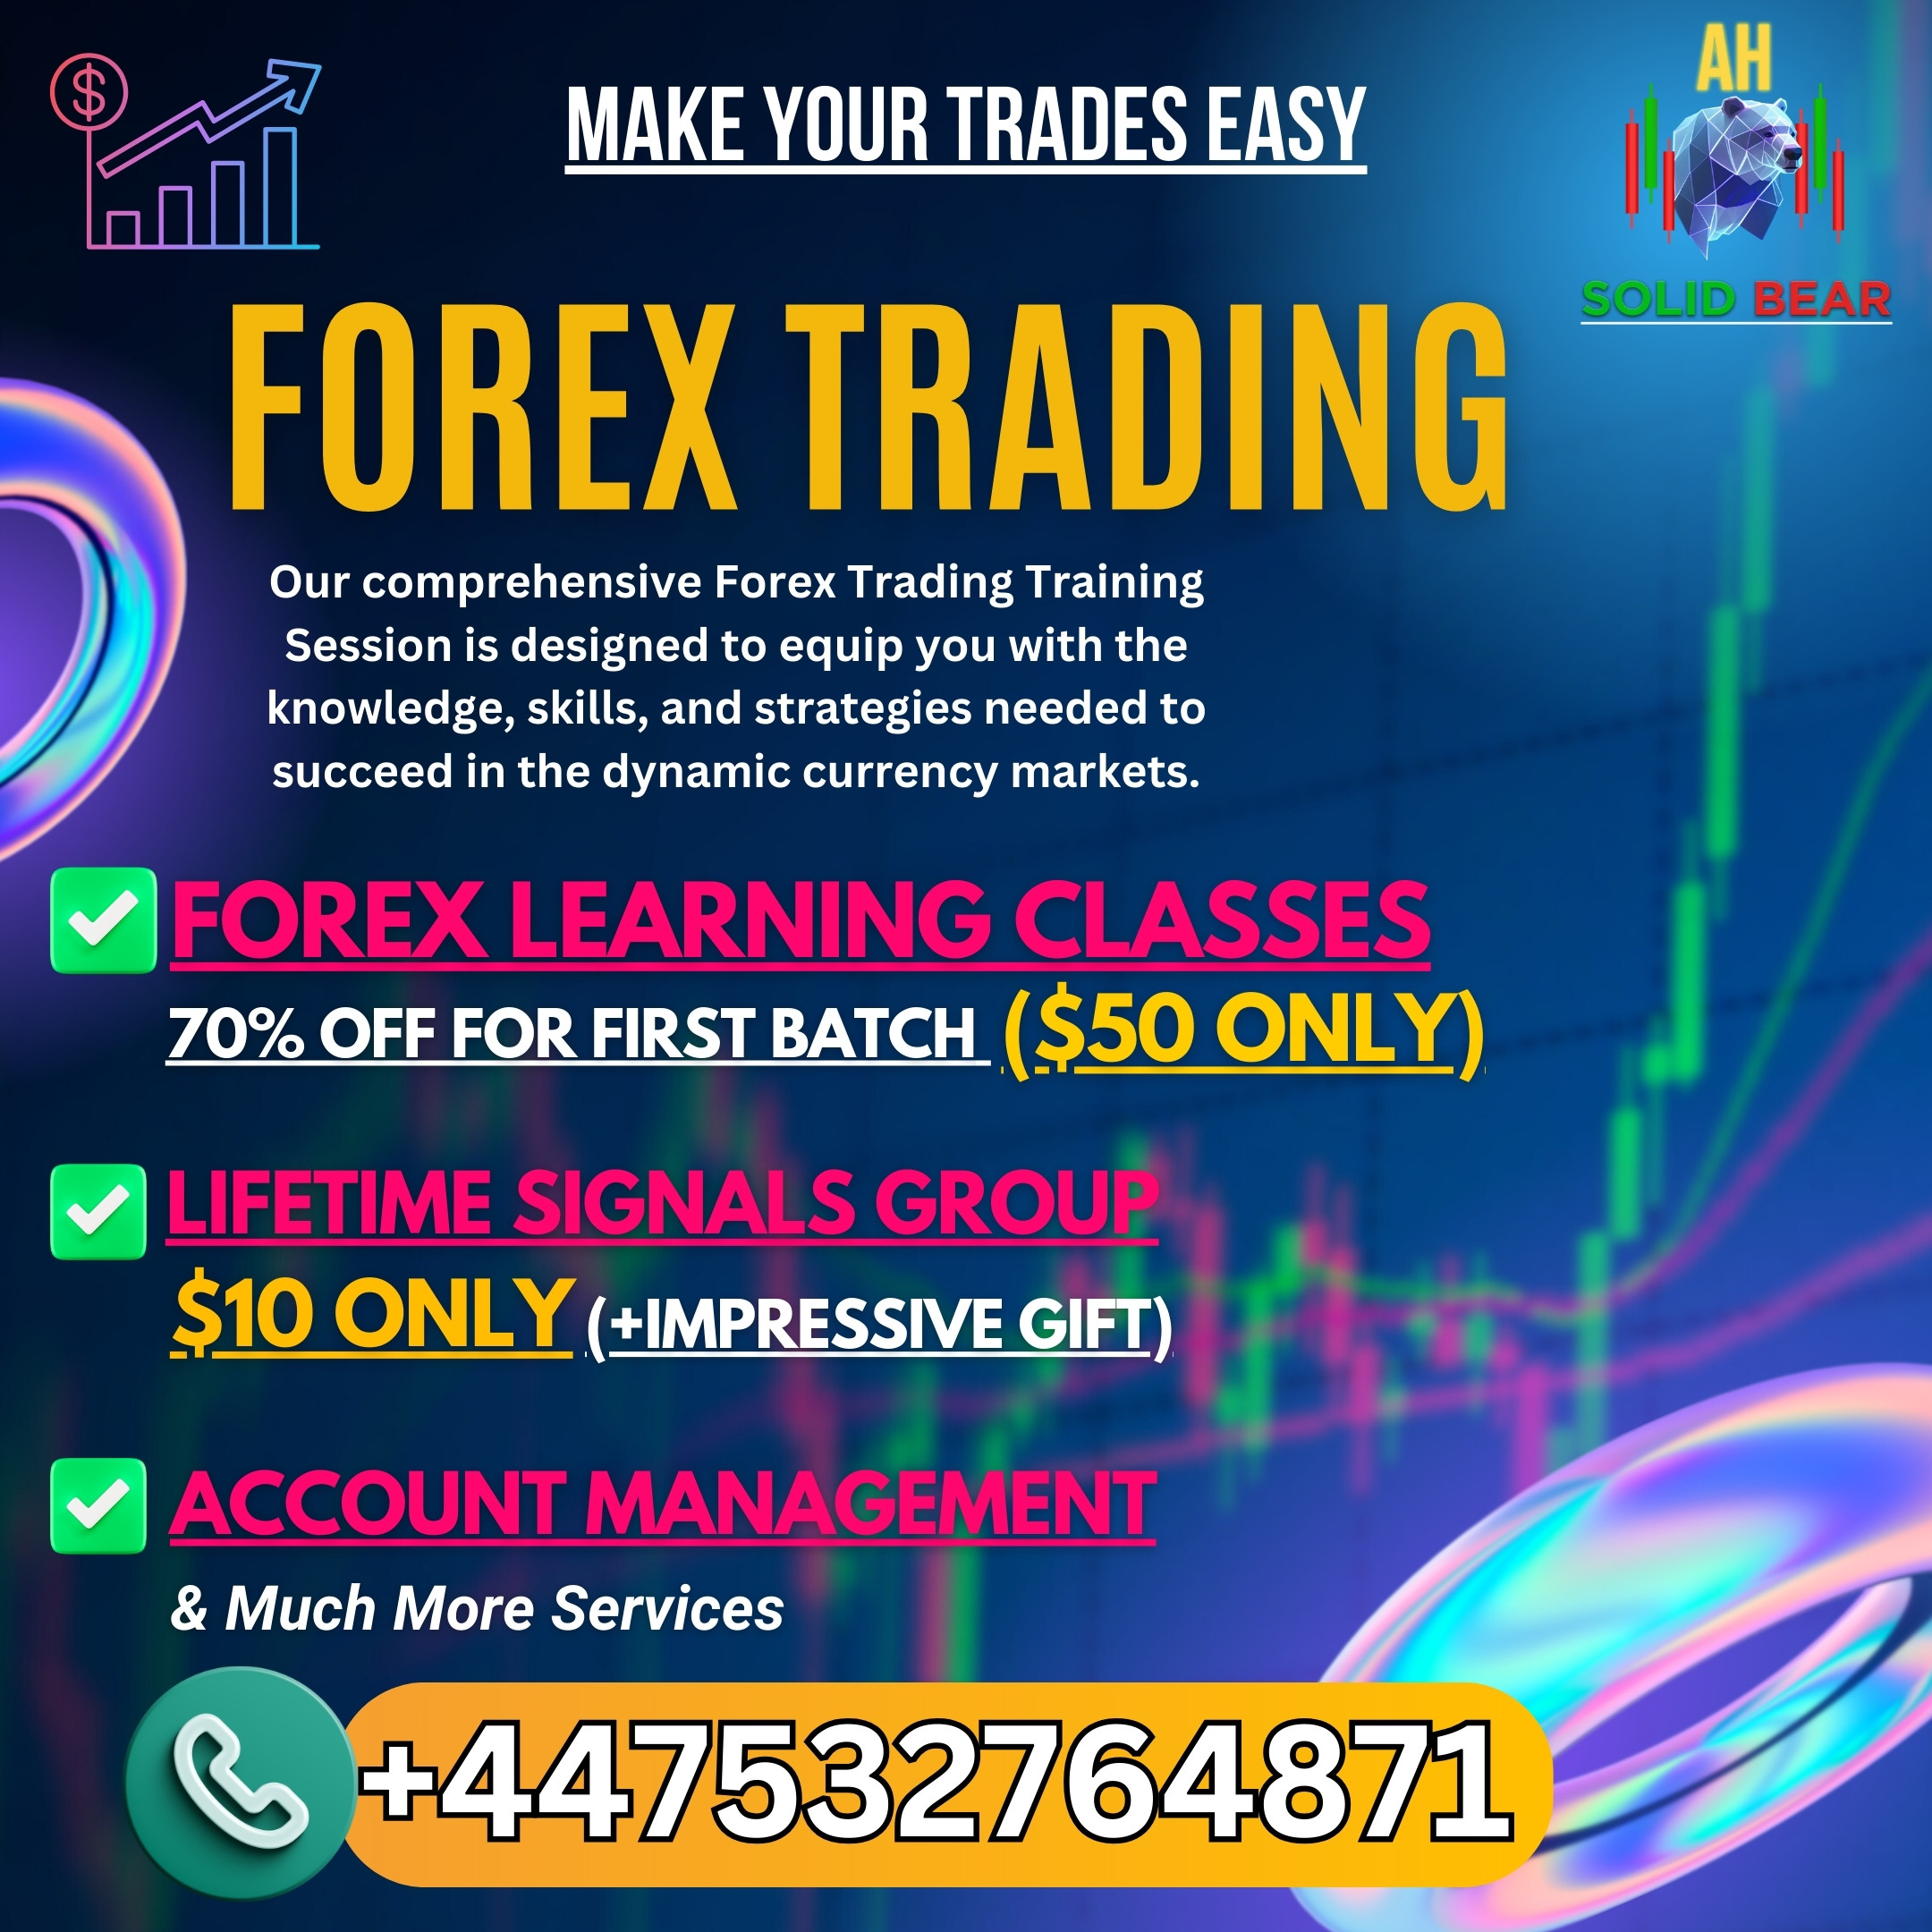 AH
MAKE YOUR TRADES EASY
SOLID BEAR
FOREX TRADING
Our comprehensive Forex Trading Training
Session is designed to equip you with the
knowledge, skills, and strategies needed to
succeed in the dynamic currency markets.
FOREX LEARNING CLASSES
70% OFF FOR FIRST BATCH ($50 ONLY)
LIFETIME SIGNALS GROUP
$10 ONLY (+IMPRESSIVE GIFT)
ACCOUNT MANAGEMENT
& Much More Services
+447532764871